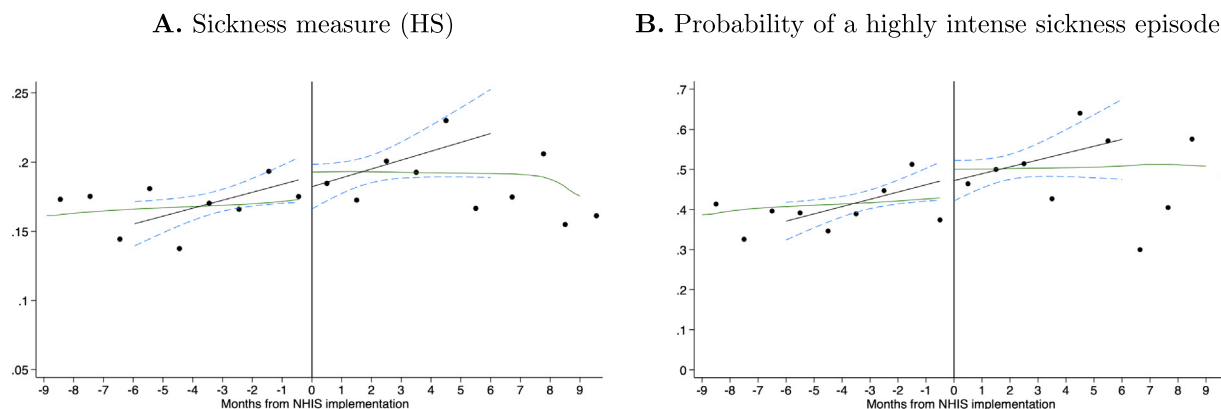 A. Sickness measure (HS)
.25
.2
.15
.1
.05
-9 -8 -7 -6 -5 -4 -3 -2 -1 0 1 2 3 4 5 6 7 8 9
Months from NHIS implementation
B. Probability of a highly intense sickness episode
.7
.6
.5
.4
.3
.2
.1
0
-9 -8 -7 -6 -5 -4 -3 -2 -1 0 1 2 3 4 5 6 7 8 9
Months from NHIS implementation